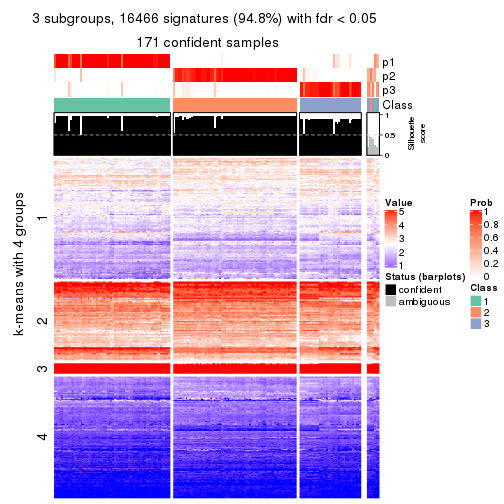 3 subgroups, 16466 signatures (94.8%) with fdr < 0.05
171 confident samples
p1
p2
p3
Class
1
0.5
0
Silhouette
score
k-means with 4 groups
1
2
3
4
Value
5
4
3
2
1
Status (barplots)
confident
ambiguous
Prob
1
0.8
0.6
0.4
0.2
0
Class
1
2
3